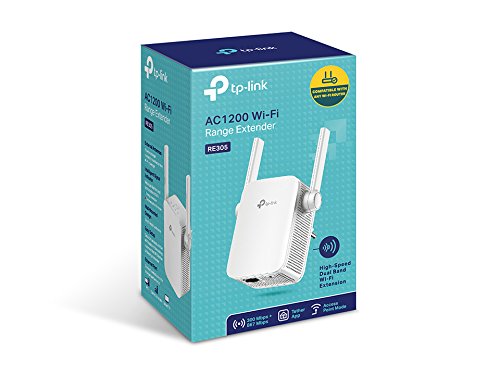 tp-link
COMPATIBLE WITH
ANY WI-FI ROUTER
AC1200 Wi-Fi
Range Extender
RE305
tp-link
High-Speed
Dual Band
Wi-Fi
Extension
300 Mbps +
867 Mbps
Tether
App
Access
Point Mode